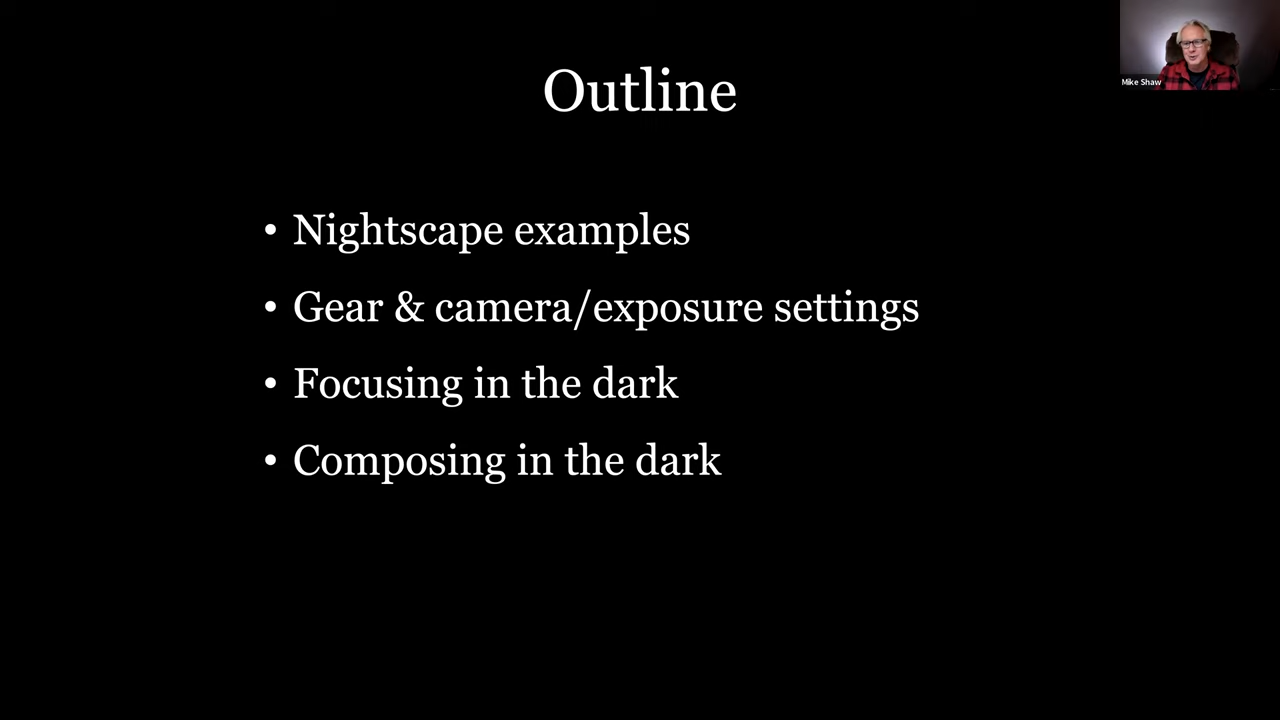 Outline
Mike Shaw
• Nightscape examples
• Gear & camera/exposure settings
• Focusing in the dark
• Composing in the dark